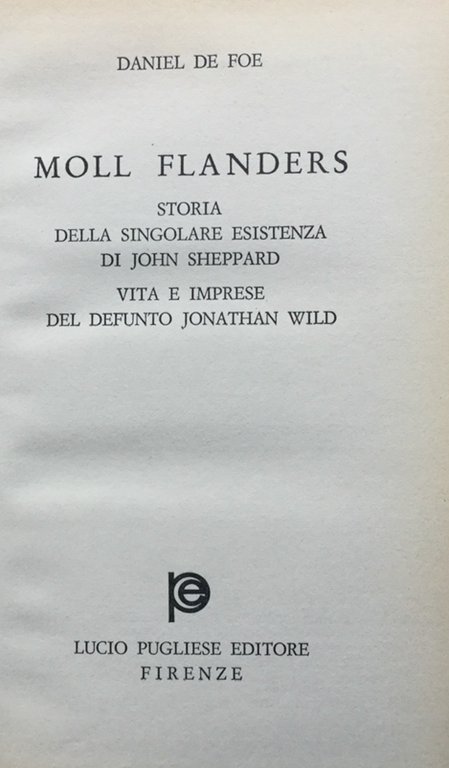 DANIEL DE FOE
MOLL FLANDERS
STORIA
DELLA SINGOLARE ESISTENZA
DI JOHN SHEPPARD
VITA E IMPRESE
DEL DEFUNTO JONATHAN WILD
pe
LUCIO PUGLIESE EDITORE
FIRENZE